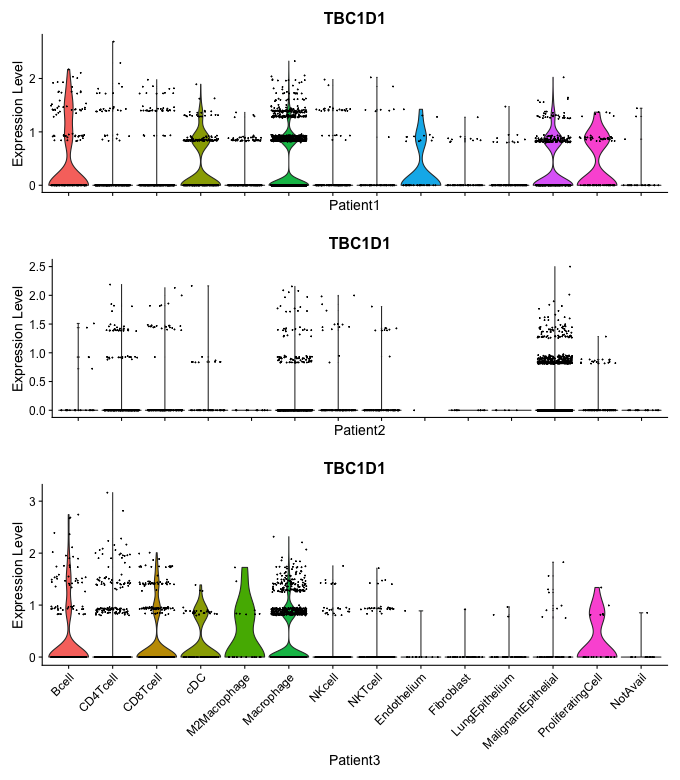 TBC1D1
Expression Level
2
1
0
Patient1
TBC1D1
Expression Level
2.5
2.0
1.5
1.0
0.5
0.0
Patient2
TBC1D1
Expression Level
3
2
1
0
Bcell
CD4Tcell
CD8Tcell
cDC
M2Macrophage
Macrophage
NKcell
NKTcell
Endothelium
Fibroblast
LungEpithelium
MalignantEpithelial
ProliferatingCell
NotAvail
Patient3